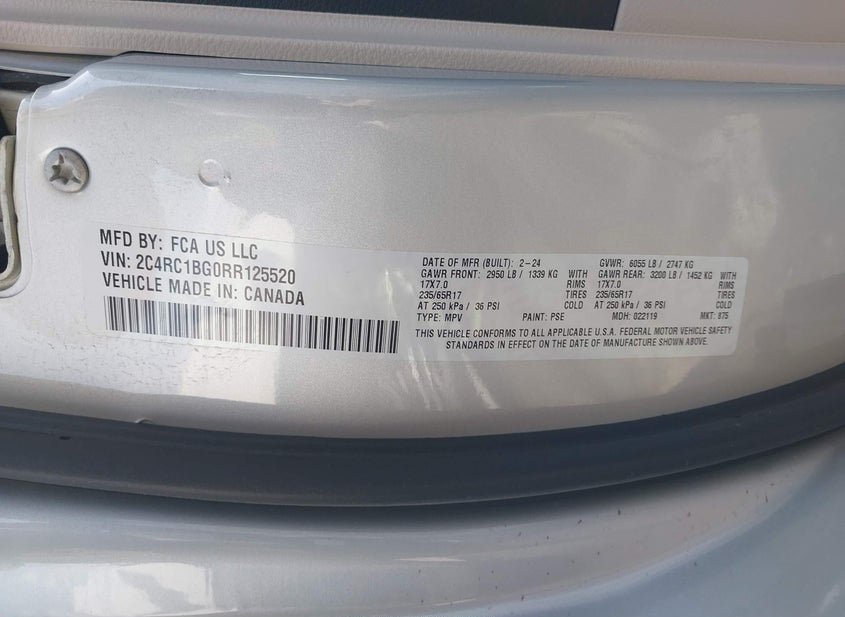 MFD BY: FCA US LLC
VIN: 2C4RC1BG0RR125520
VEHICLE MADE IN: CANADA
DATE OF MFR (BUILT): 2-24 GVWR: 6055 LB / 2747 KG
GAWR FRONT: 2950 LB / 1339 KG WITH GAWR REAR: 3200 LB / 1452 KG WITH
17X7.0 RIMS 17X7.0 RIMS
235/65R17 TIRES 235/65R17 TIRES
AT 250 kPa / 36 PSI COLD AT 250 kPa / 36 PSI COLD
TYPE: MPV PAINT: PSE MDH: 022119 MKT: 875
THIS VEHICLE CONFORMS TO ALL APPLICABLE U.S.A. FEDERAL MOTOR VEHICLE SAFETY
STANDARDS IN EFFECT ON THE DATE OF MANUFACTURE SHOWN ABOVE.